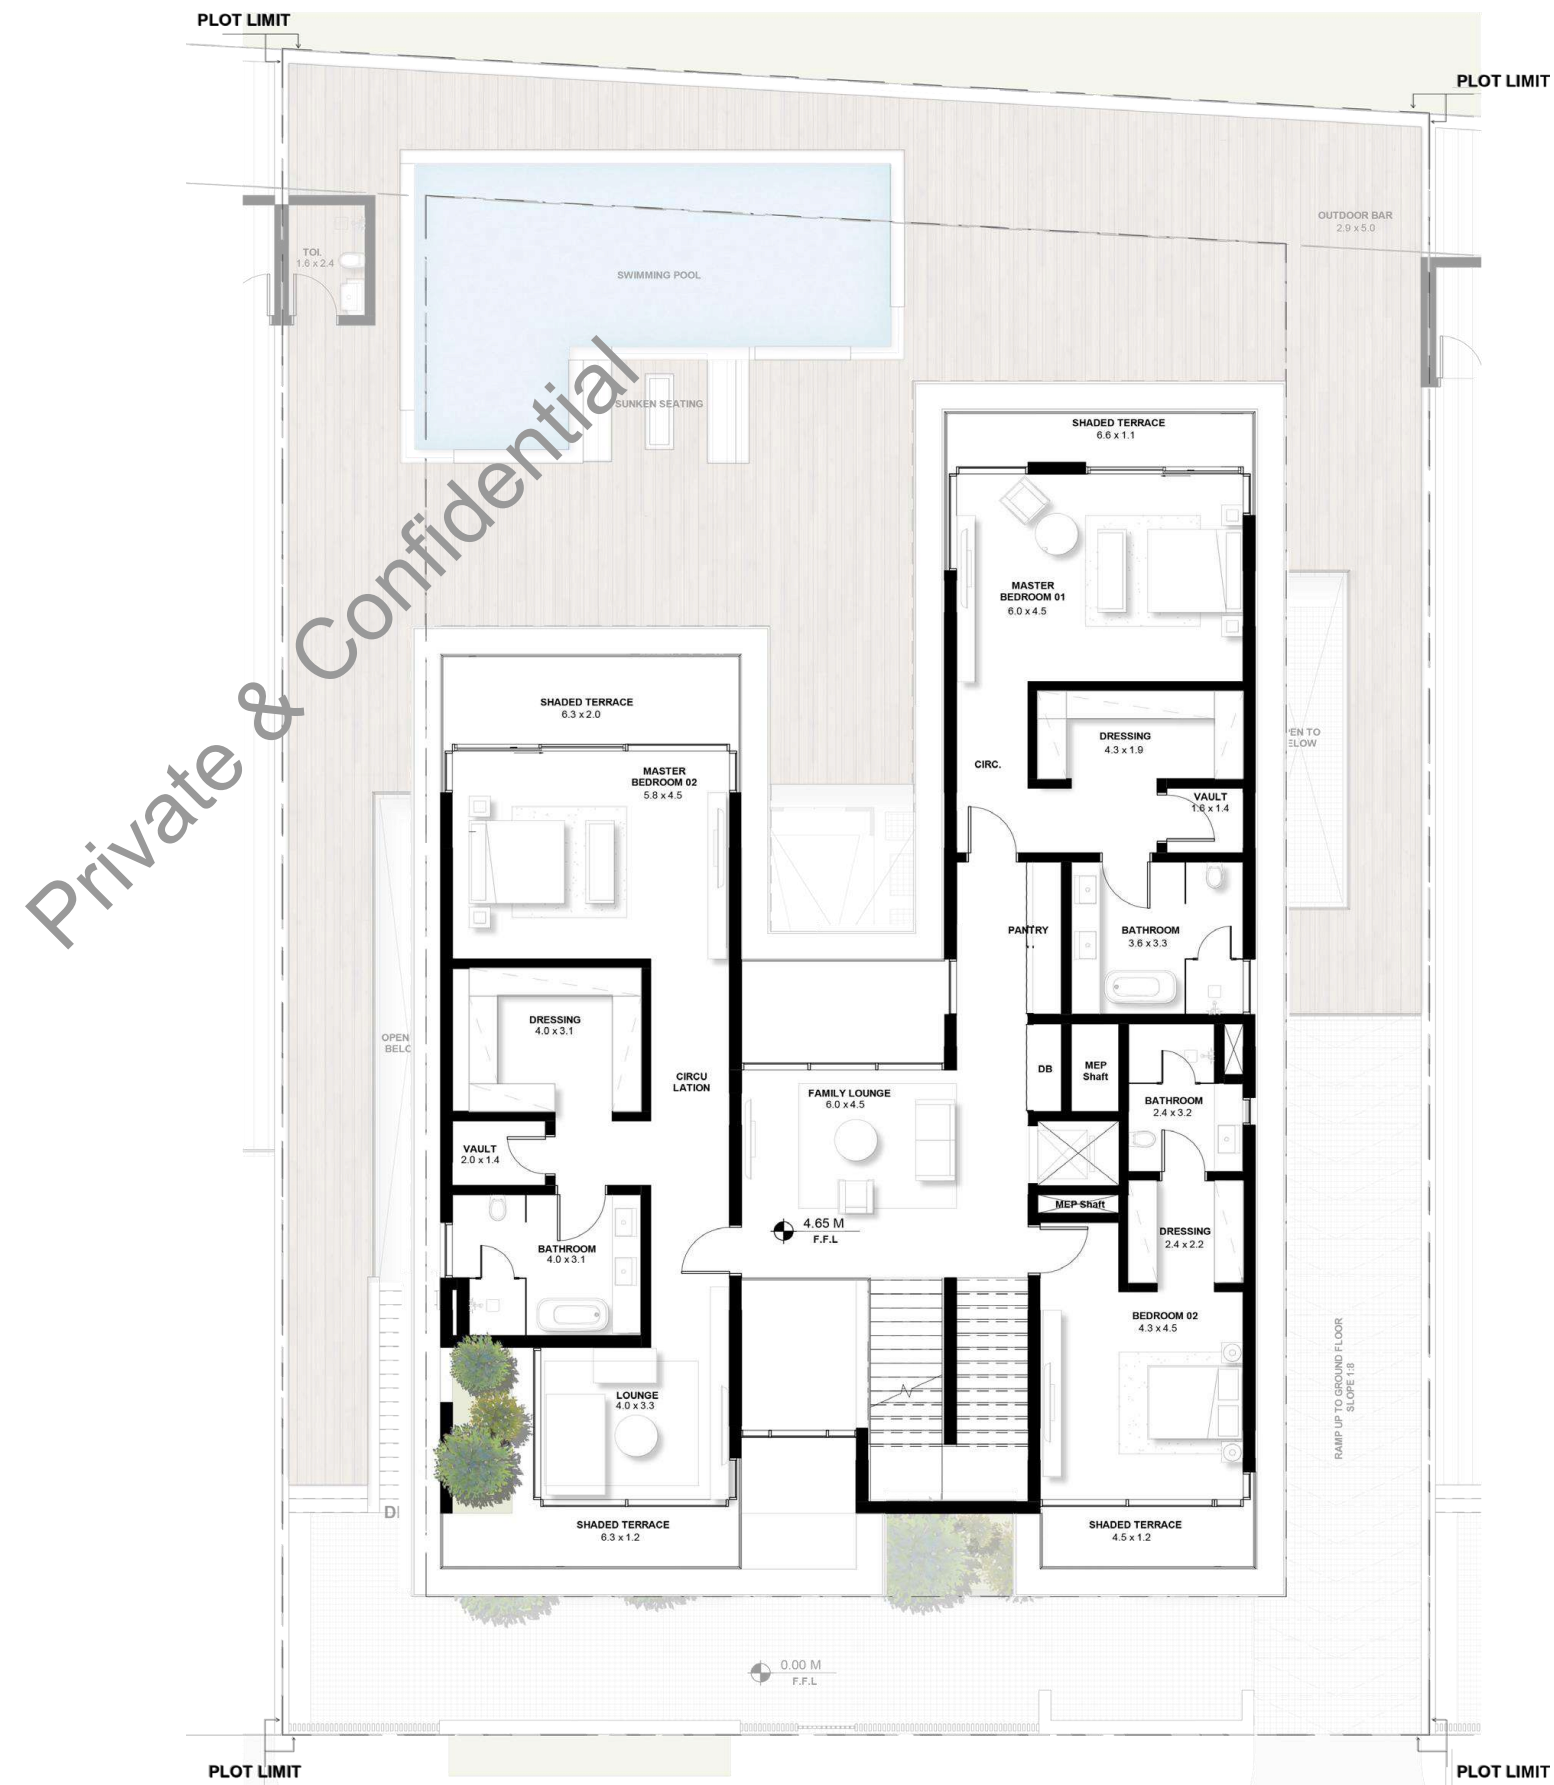 PLOT LIMIT
PLOT LIMIT
OUTDOOR BAR
2.9 x 5.0
TOI.
1.6 x 2.4
SWIMMING POOL
SUNKEN SEATING
Private & Confidential
SHADED TERRACE
6.6 x 1.1
MASTER
BEDROOM 01
6.0 x 4.5
SHADED TERRACE
6.3 x 2.0
DRESSING
4.3 x 1.9
PEN TO
ELOW
CIRC.
MASTER
BEDROOM 02
5.8 x 4.5
VAULT
1.6 x 1.4
PANTRY
BATHROOM
3.6 x 3.3
DRESSING
4.0 x 3.1
OPEN
BELO
CIRCU
LATION
DB
MEP
Shaft
FAMILY LOUNGE
6.0 x 4.5
BATHROOM
2.4 x 3.2
VAULT
2.0 x 1.4
MEP Shaft
4.65 M
F.F.L
DRESSING
2.4 x 2.2
BATHROOM
4.0 x 3.1
BEDROOM 02
4.3 x 4.5
RAMP UP TO GROUND FLOOR
SLOPE 1:8
LOUNGE
4.0 x 3.3
SHADED TERRACE
6.3 x 1.2
SHADED TERRACE
4.5 x 1.2
0.00 M
F.F.L
PLOT LIMIT
PLOT LIMIT